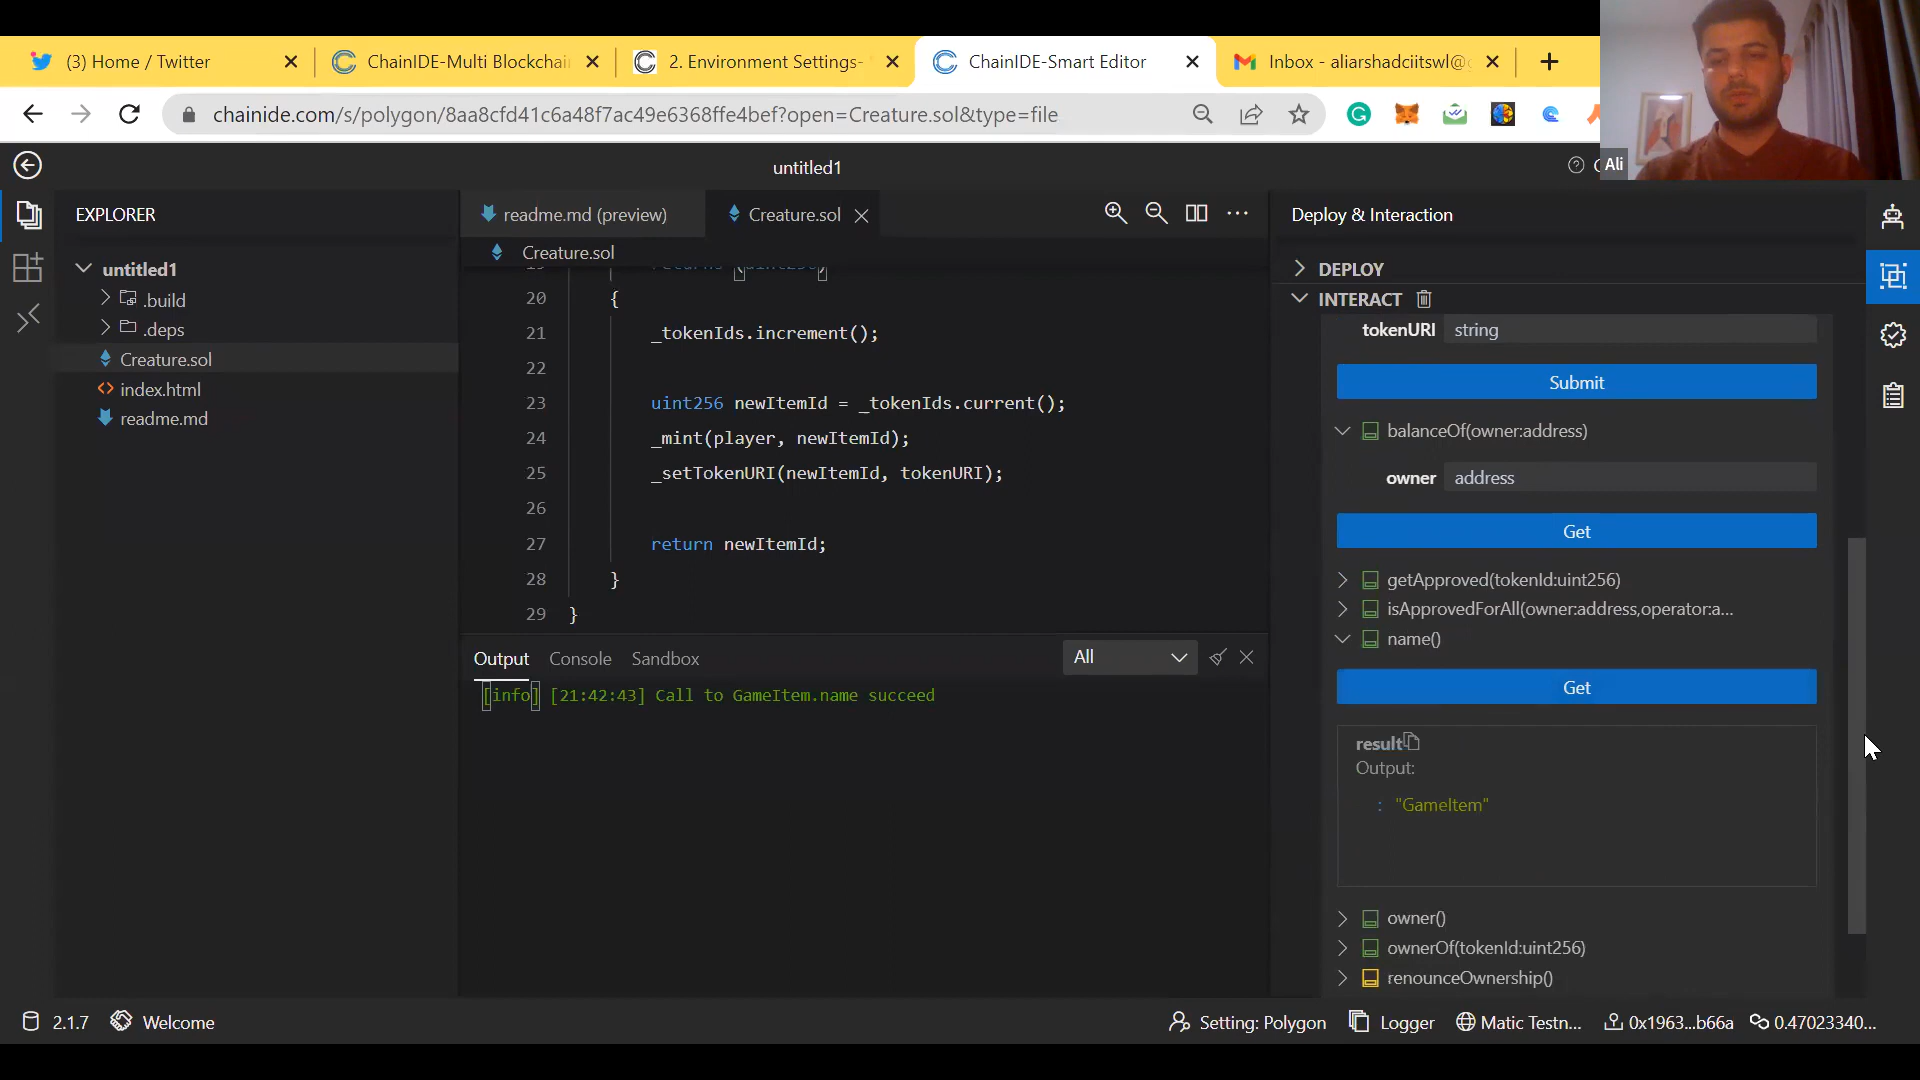 (3) Home / Twitter
ChainIDE-Multi Blockchain
2. Environment Settings-
ChainIDE-Smart Editor
Inbox - aliarshadciitswl@g
chainide.com/s/polygon/8aa8cfd41c6a48f7ac49e6368ffe4bef?open=Creature.sol&type=file
Ali
untitled1
EXPLORER
untitled1
.build
.deps
Creature.sol
index.html
readme.md
readme.md (preview)
Creature.sol
Creature.sol
19 returns (uint256)
20 {
21 _tokenIds.increment();
22
23 uint256 newItemId = _tokenIds.current();
24 _mint(player, newItemId);
25 _setTokenURI(newItemId, tokenURI);
26
27 return newItemId;
28 }
29 }
Output Console Sandbox
All
[info] [21:42:43] Call to GameItem.name succeed
Deploy & Interaction
DEPLOY
INTERACT
tokenURI string
Submit
balanceOf(owner:address)
owner address
Get
getApproved(tokenId:uint256)
isApprovedForAll(owner:address,operator:a...
name()
Get
result
Output:
: "GameItem"
owner()
ownerOf(tokenId:uint256)
renounceOwnership()
2.1.7 Welcome
Setting: Polygon Logger Matic Testn... 0x1963...b66a 0.47023340...